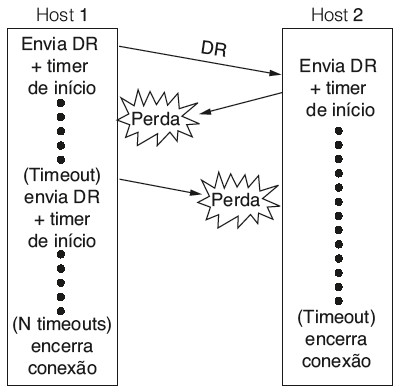 Host 1
Host 2
Envia DR
+ timer
de início
DR
Envia DR
+ timer
de início
Perda
(Timeout)
envia DR
+ timer
de início
Perda
(N timeouts)
encerra
conexão
(Timeout)
encerra
conexão